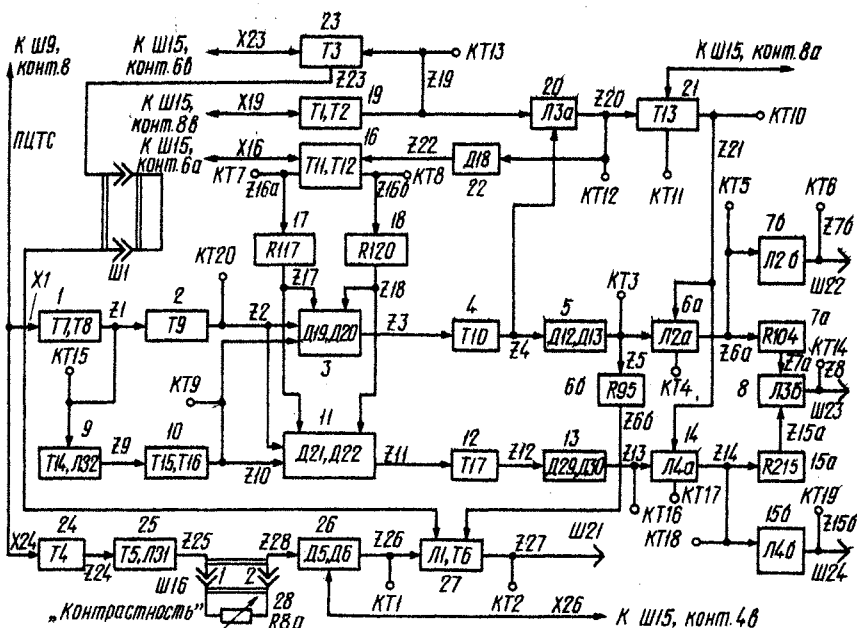 К Ш9,
конт.8
К Ш15,
конт.6в
X23
23
Т3
Z23
КТ13
Z19
К Ш15, конт.8а
К Ш15,
конт.8в
X19
19
Т1,Т2
20
Л3а
Z20
21
Т13
КТ10
Z21
ПЦТС
К Ш15,
конт.6а
X16
16
Т11,Т12
КТ7
Z16а
Z16б
КТ8
Z22
Д18
22
КТ12
КТ11
КТ5
КТ6
Ш1
17
R117
18
R120
Z17
Z18
КТ20
КТ3
7б
Л2б
Z7б
Ш22
X1
1
Т7,Т8
Z1
2
Т9
Z2
Д19,Д20
3
Z3
4
Т10
Z4
5
Д12,Д13
Z5
6а
Л2а
КТ4
Z6а
7а
R104
Z7а
КТ14
Z8
8
Л3б
Ш23
КТ15
КТ9
6б
R95
Z6б
9
Т14,Л32
Z9
10
Т15,Т16
Z10
11
Д21,Д22
Z11
12
Т17
Z12
13
Д29,Д30
Z13
14
Л4а
КТ17
КТ16
Z14
Z15а
R215
15а
КТ18
15б
Л4б
КТ19
Z15б
Ш24
X24
24
Т4
Z24
25
Т5,Л31
Z25
Z28
26
Д5,Д6
Z26
Л1,Т6
27
Z27
Ш21
Ш16
1
2
КТ1
КТ2
X26
К Ш15, конт.4в
„Контрастность"
28
R8а